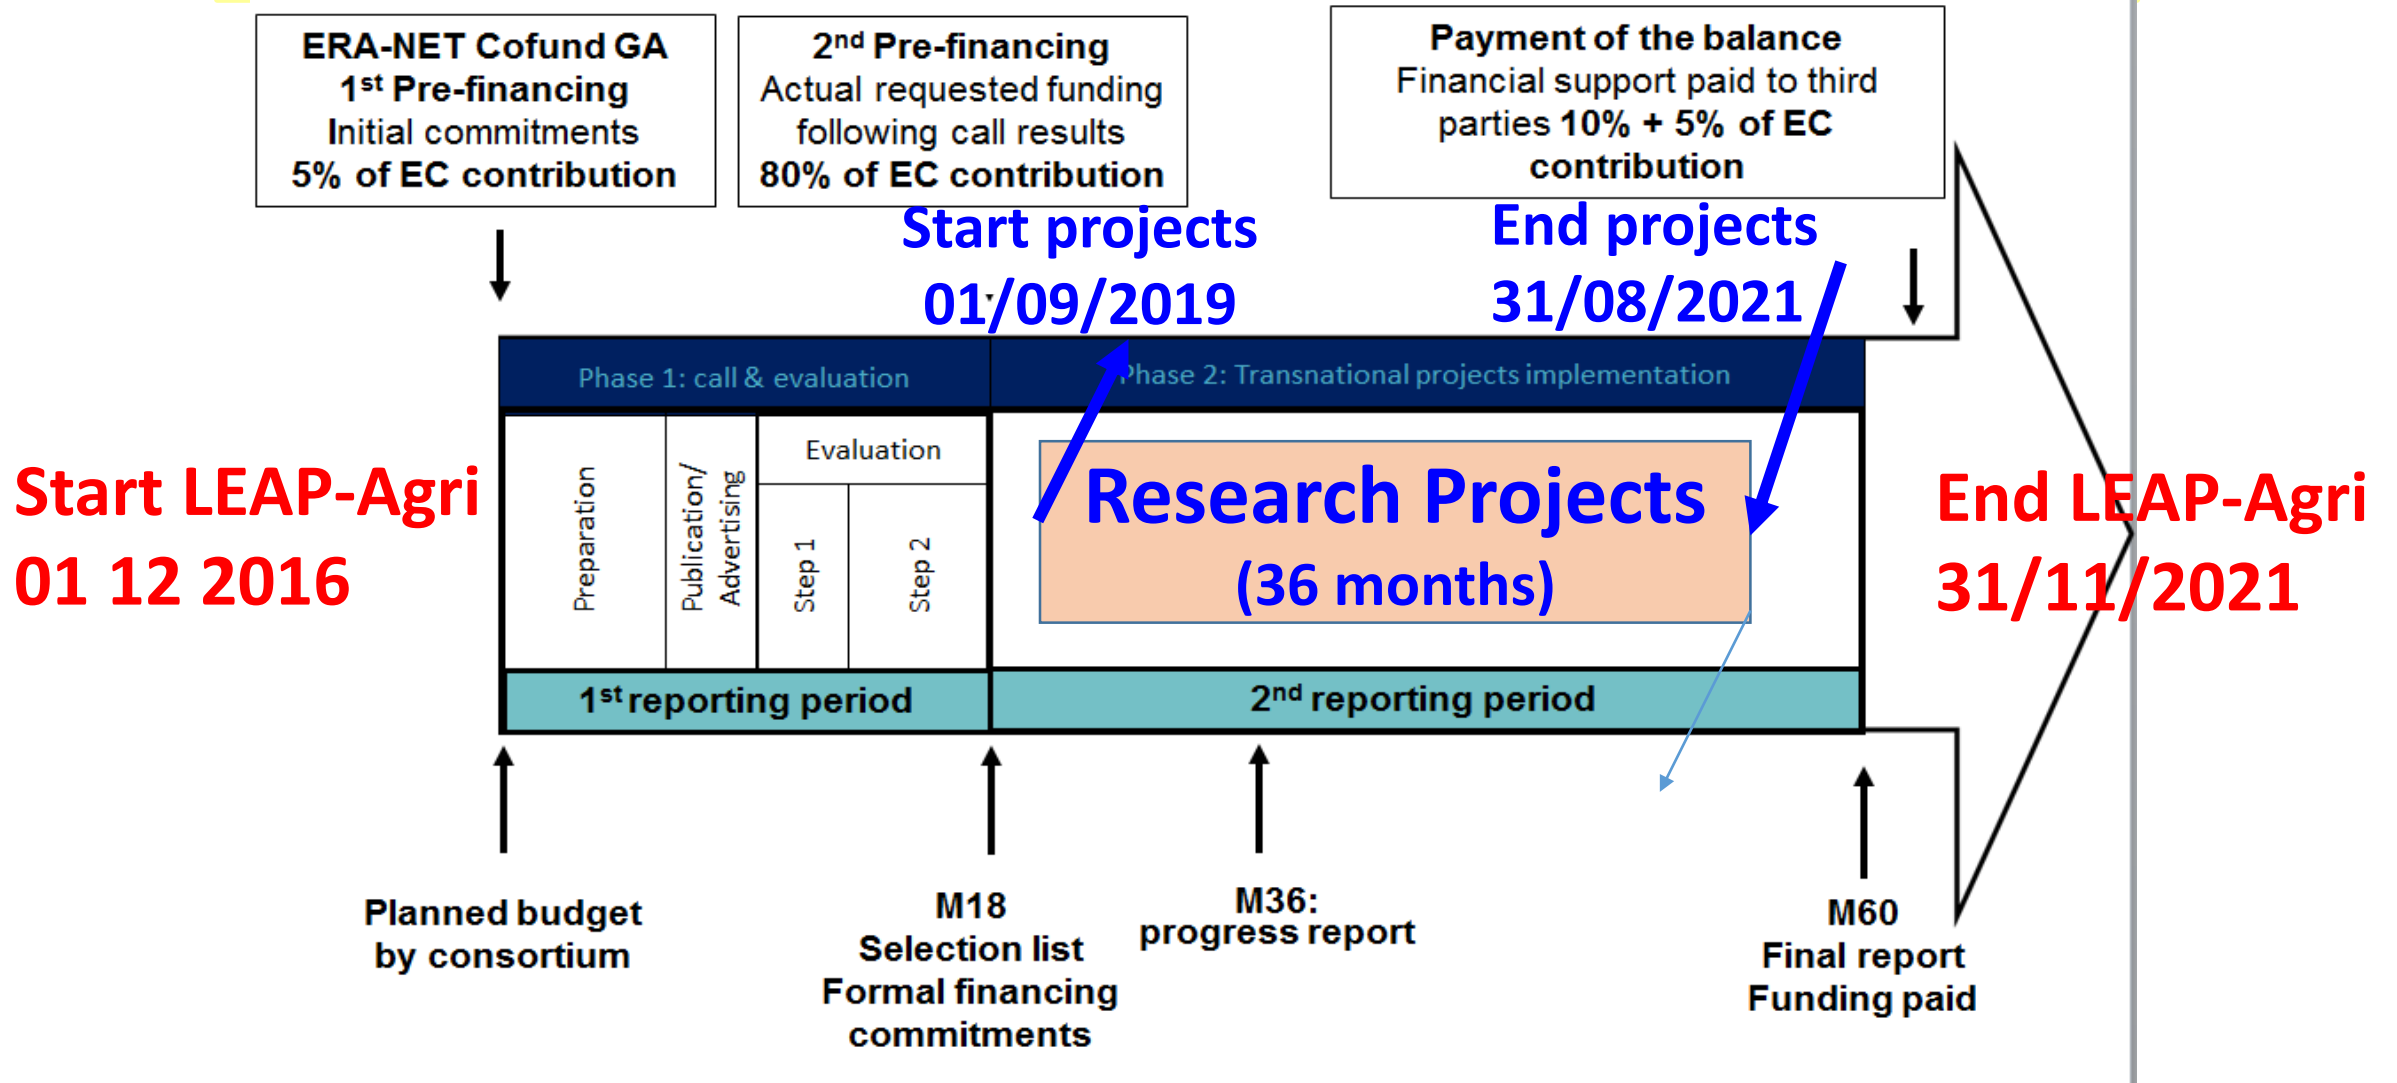 ERA-NET Cofund GA
1st Pre-financing
Initial commitments
5% of EC contribution
2nd Pre-financing
Actual requested funding
following call results
80% of EC contribution
Payment of the balance
Financial support paid to third
parties 10% + 5% of EC
contribution
Start projects
01/09/2019
End projects
31/08/2021
Phase 1: call & evaluation
Phase 2: Transnational projects implementation
Start LEAP-Agri
01 12 2016
Preparation
Publication/
Advertising
Evaluation
Step 1
Step 2
Research Projects
(36 months)
End LEAP-Agri
31/11/2021
1st reporting period
2nd reporting period
Planned budget
by consortium
M18
Selection list
Formal financing
commitments
M36:
progress report
M60
Final report
Funding paid